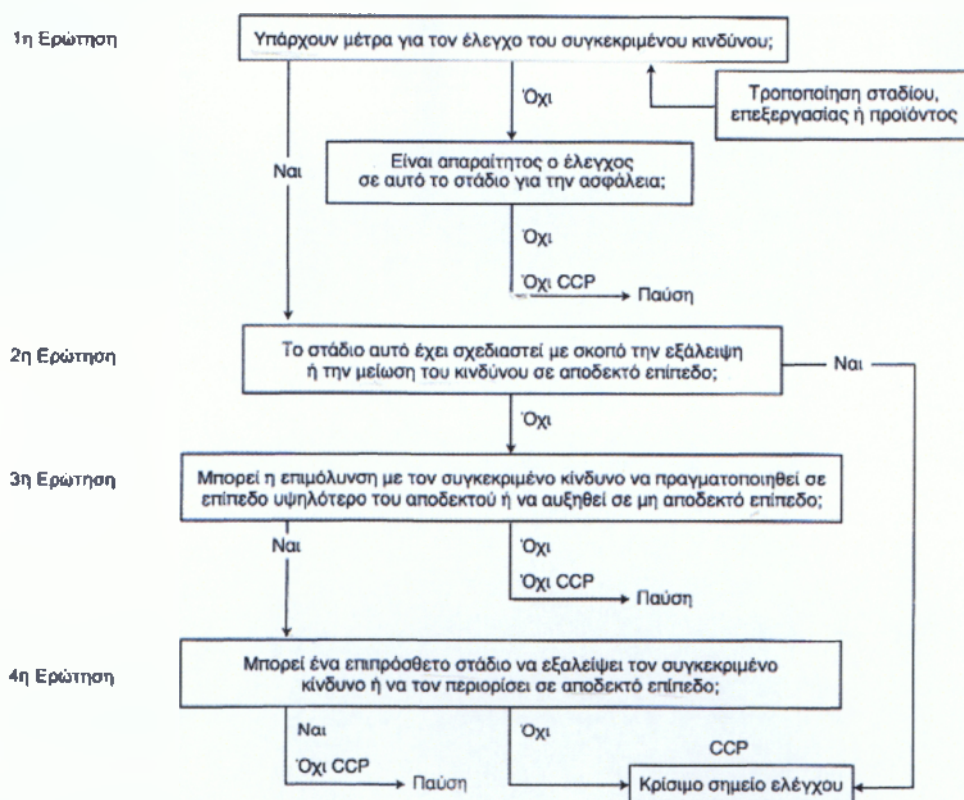 1η Ερώτηση
Υπάρχουν μέτρα για τον έλεγχο του συγκεκριμένου κινδύνου;
Όχι
Τροποποίηση σταδίου,
επεξεργασίας ή προϊόντος
Ναι
Είναι απαραίτητος ο έλεγχος
σε αυτό το στάδιο για την ασφάλεια;
Όχι
Όχι CCP
Παύση
2η Ερώτηση
Το στάδιο αυτό έχει σχεδιαστεί με σκοπό την εξάλειψη
ή την μείωση του κινδύνου σε αποδεκτό επίπεδο;
Ναι
Όχι
3η Ερώτηση
Μπορεί η επιμόλυνση με τον συγκεκριμένο κίνδυνο να πραγματοποιηθεί σε
επίπεδο υψηλότερο του αποδεκτού ή να αυξηθεί σε μη αποδεκτό επίπεδο;
Ναι
Όχι
Όχι CCP
Παύση
4η Ερώτηση
Μπορεί ένα επιπρόσθετο στάδιο να εξαλείψει τον συγκεκριμένο
κίνδυνο ή να τον περιορίσει σε αποδεκτό επίπεδο;
Ναι
Όχι
Όχι CCP
Παύση
CCP
Κρίσιμο σημείο ελέγχου